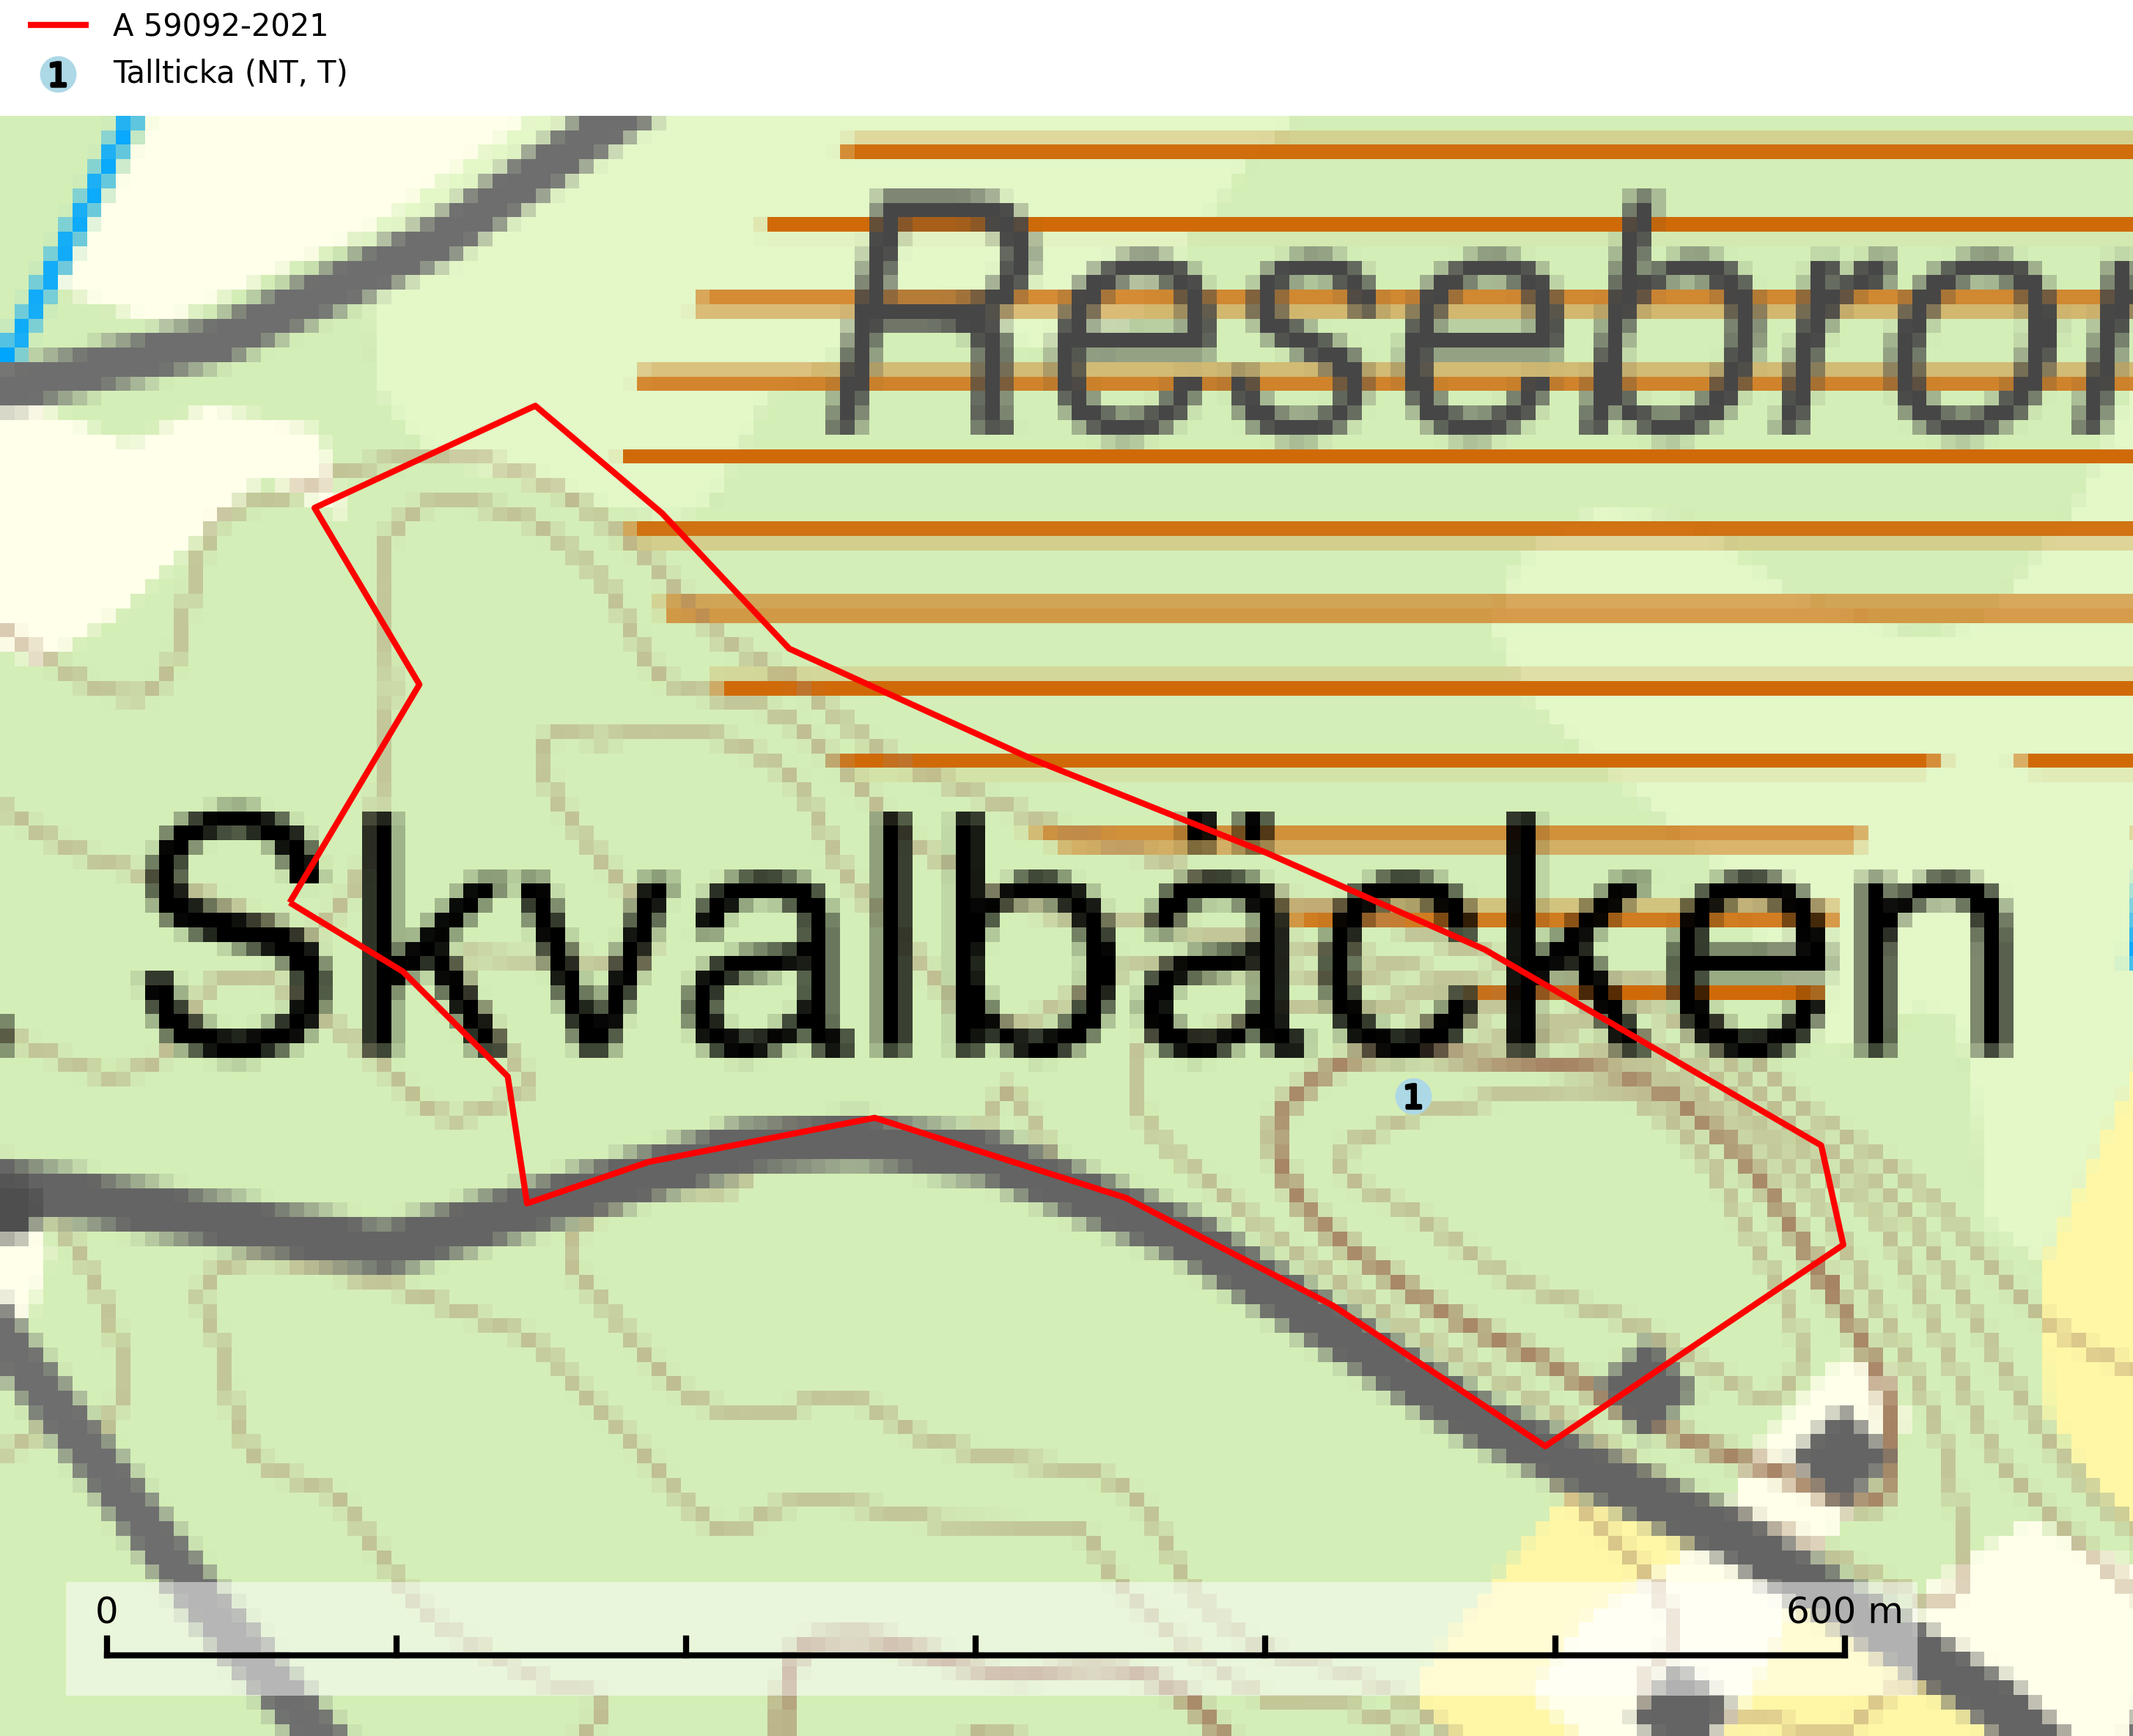 A 59092-2021
1 Tallticka (NT, T)
Resebro
Skvalbäcken
1
0 600 m